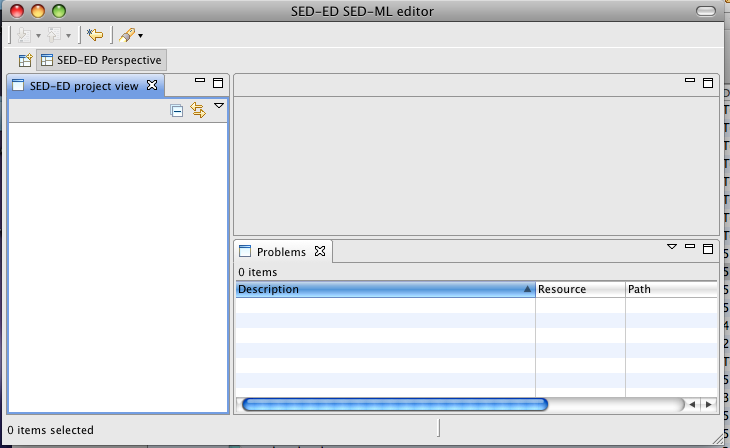 SED-ED SED-ML editor
SED-ED Perspective
SED-ED project view
Problems
0 items
Description Resource Path
0 items selected